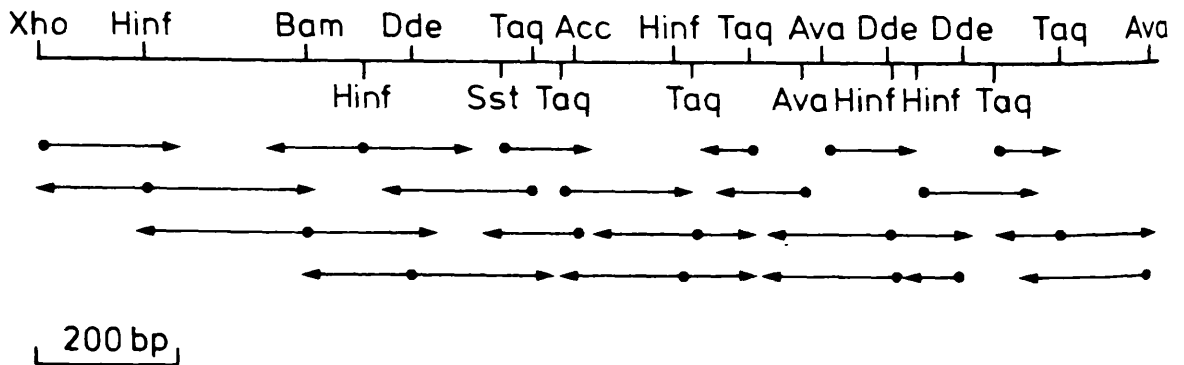 Xho Hinf Bam Dde Taq Acc Hinf Taq Ava Dde Dde Taq Ava
Hinf Sst Taq Taq Ava Hinf Hinf Taq
200 bp